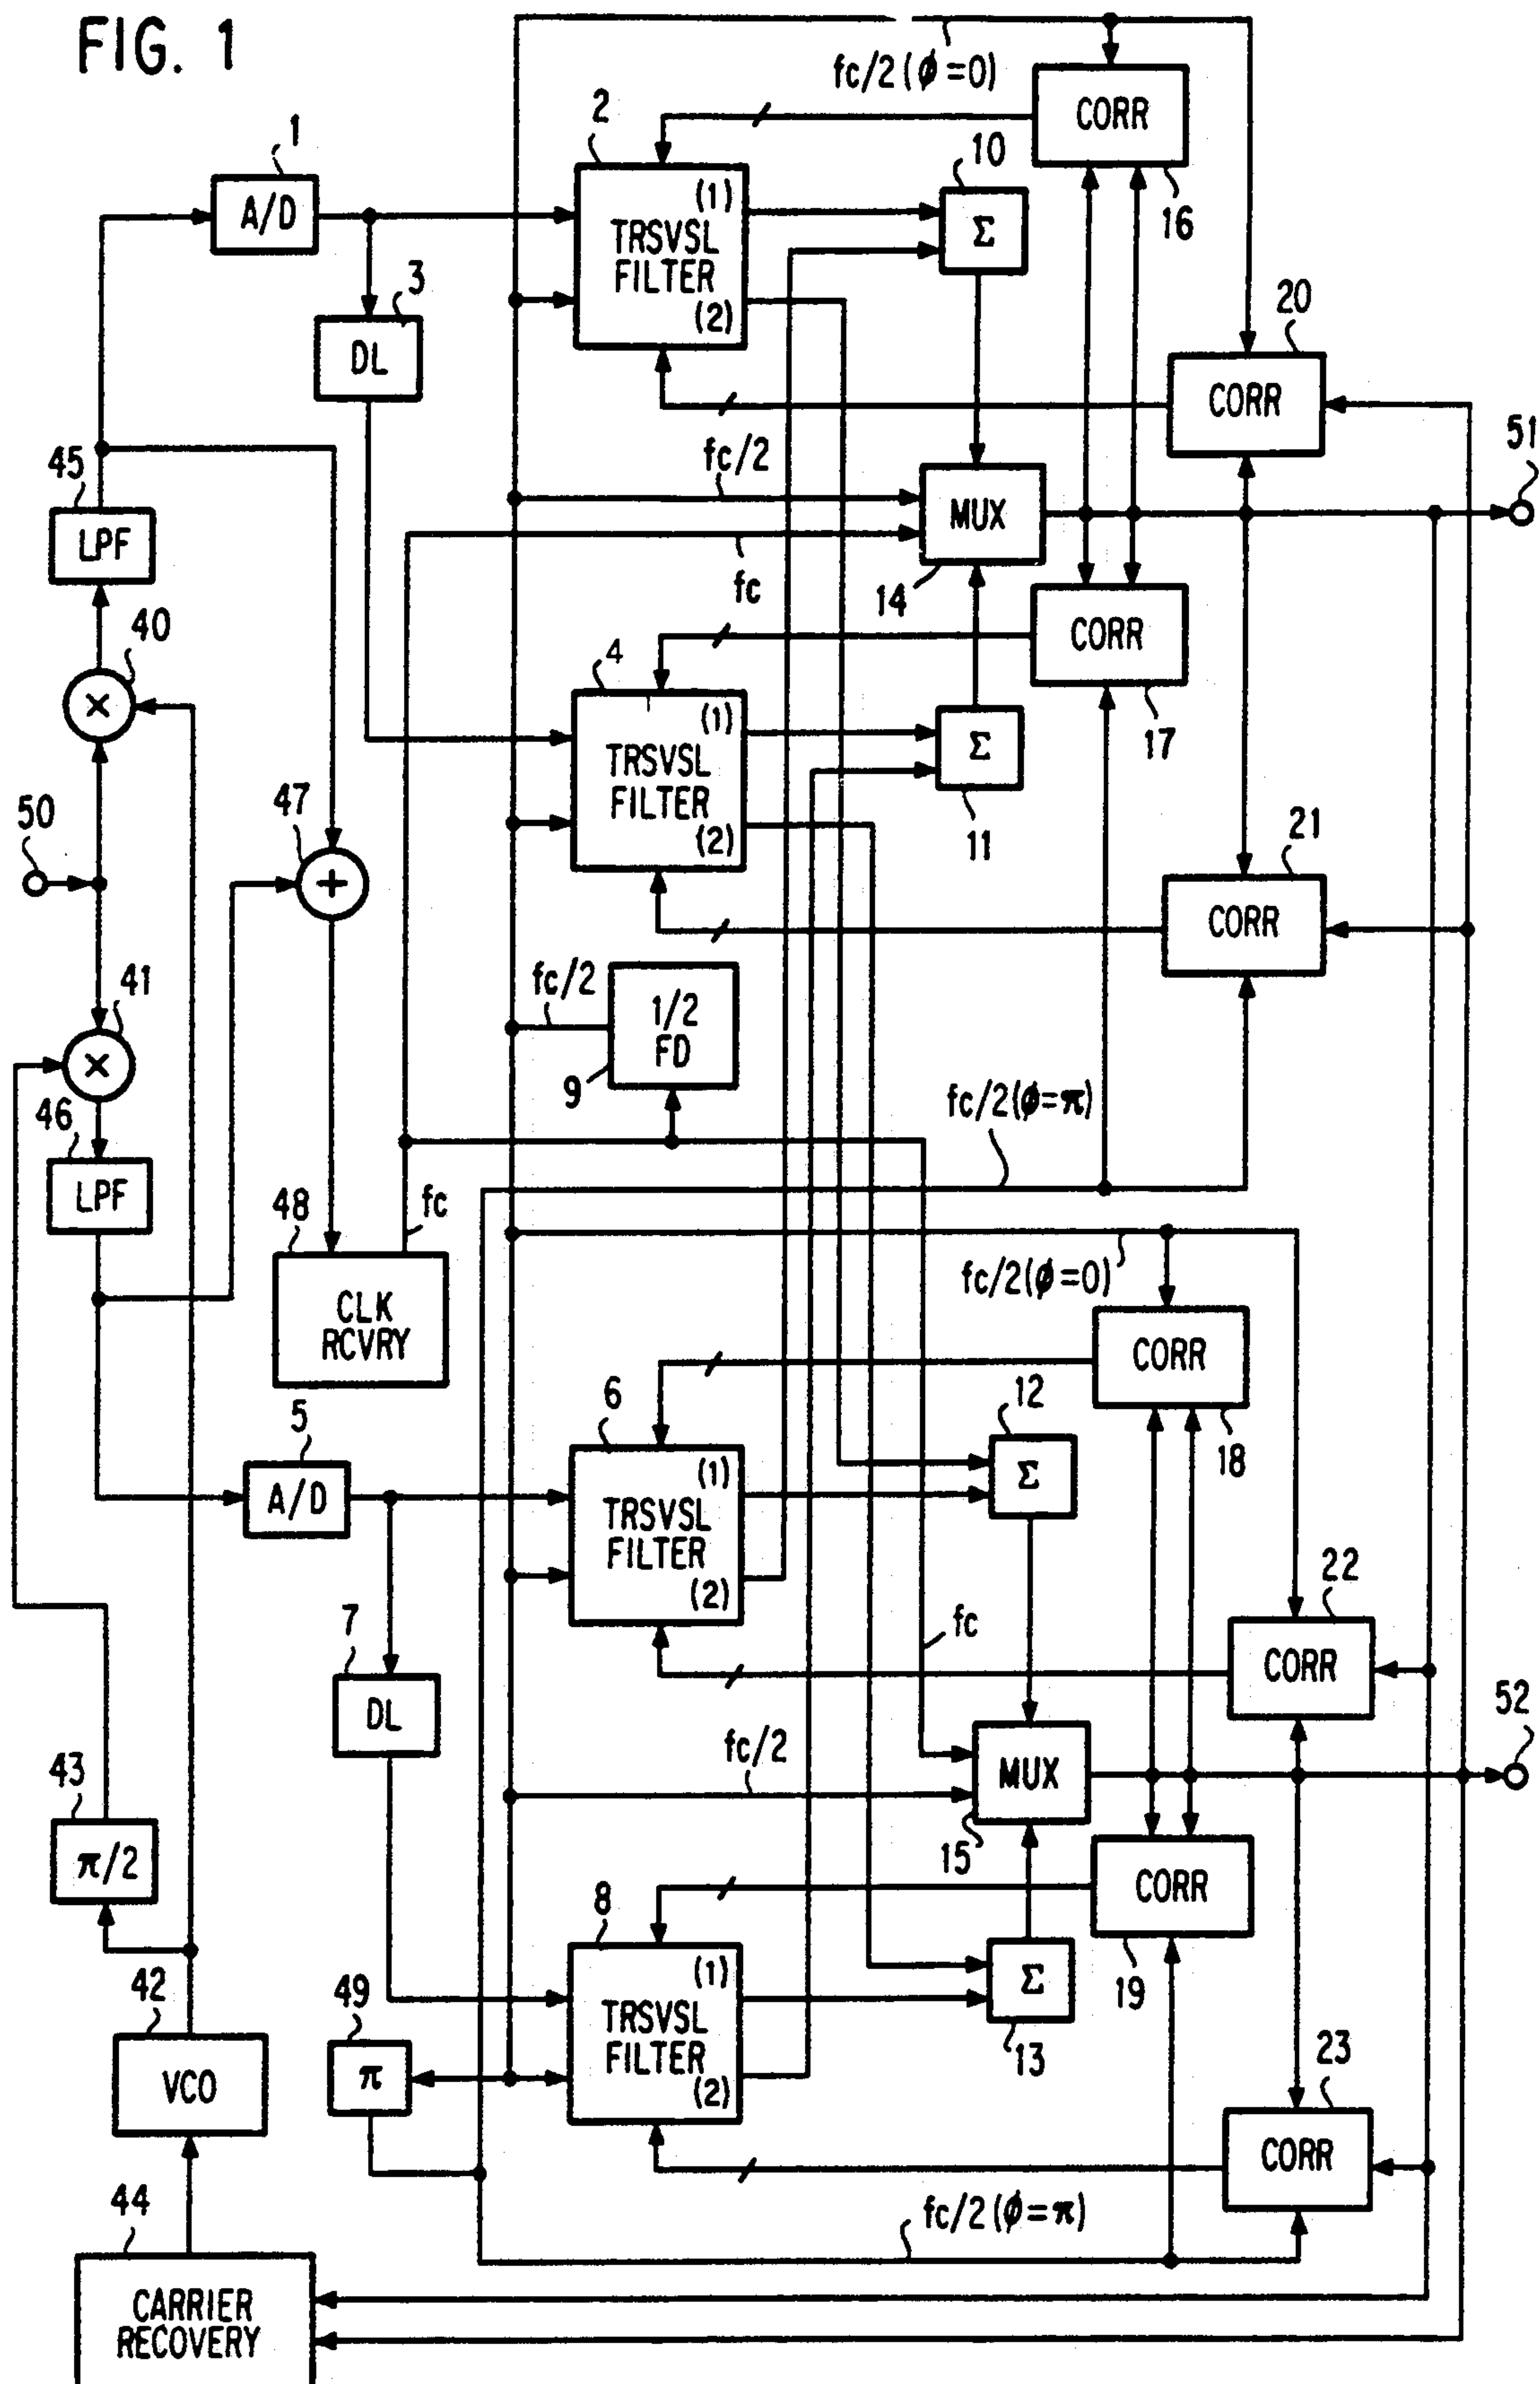 FIG. 1
fc/2 (ϕ=0)
CORR
16
2
(1)
TRSVSL
FILTER
(2)
10
Σ
1
A/D
3
DL
20
CORR
51
45
LPF
fc/2
MUX
14
fc
CORR
17
40
×
4
(1)
TRSVSL
FILTER
(2)
Σ
11
50
47
+
21
CORR
41
×
fc/2
1/2
FD
9
46
LPF
fc/2(ϕ=π)
48
fc
CLK
RCVRY
fc/2(ϕ=0)
CORR
18
5
A/D
6
(1)
TRSVSL
FILTER
(2)
12
Σ
22
CORR
7
DL
fc
52
43
π/2
fc/2
MUX
15
CORR
19
8
(1)
TRSVSL
FILTER
(2)
Σ
13
42
VCO
49
π
23
CORR
44
CARRIER
RECOVERY
fc/2 (ϕ=π)